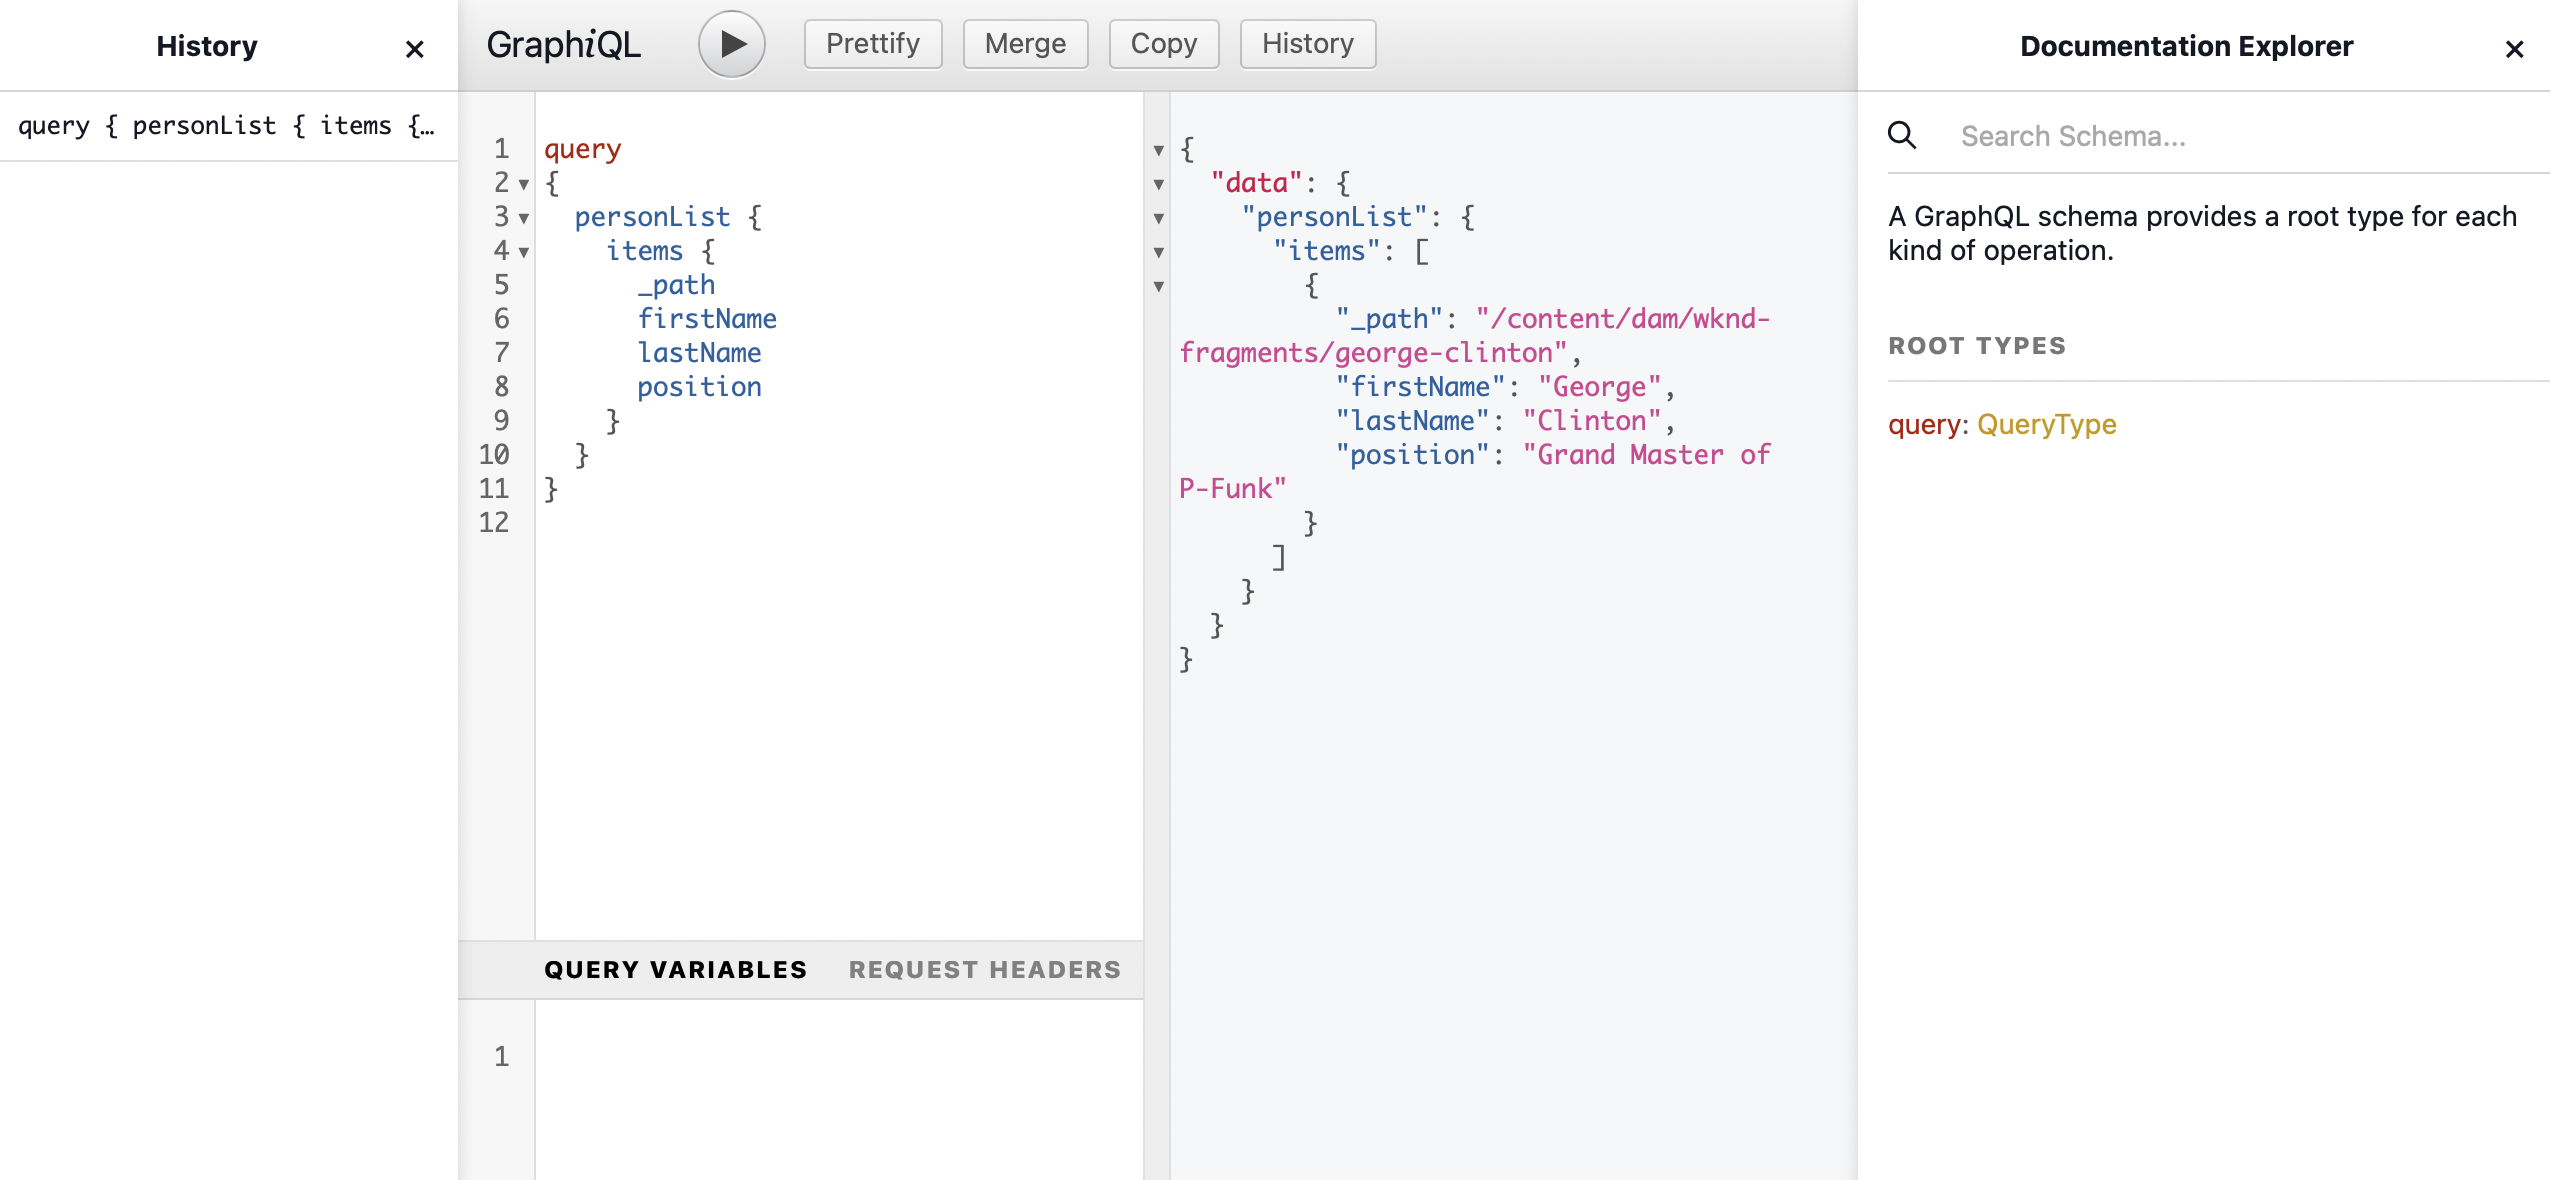 History ×
query { personList { items {…
GraphiQL
Prettify
Merge
Copy
History
1 query
2 {
3 personList {
4 items {
5 _path
6 firstName
7 lastName
8 position
9 }
10 }
11 }
12
QUERY VARIABLES REQUEST HEADERS
1
{
"data": {
"personList": {
"items": [
{
"_path": "/content/dam/wknd-
fragments/george-clinton",
"firstName": "George",
"lastName": "Clinton",
"position": "Grand Master of
P-Funk"
}
]
}
}
}
Documentation Explorer ×
Search Schema...
A GraphQL schema provides a root type for each
kind of operation.
ROOT TYPES
query: QueryType